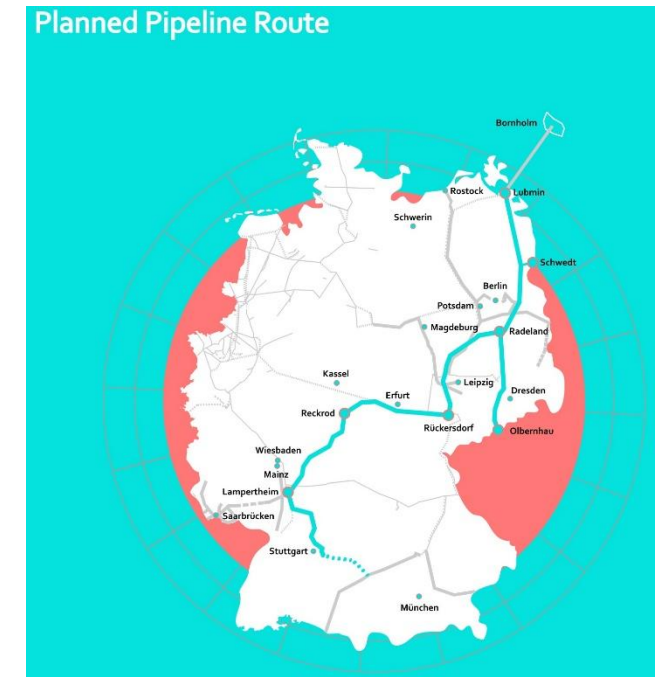 Planned Pipeline Route
Bornholm
Rostock
Lubmin
Schwerin
Schwedt
Berlin
Potsdam
Magdeburg
Radeland
Kassel
Leipzig
Erfurt
Dresden
Reckrod
Rückersdorf
Olbernhau
Wiesbaden
Mainz
Lampertheim
Saarbrücken
Stuttgart
München